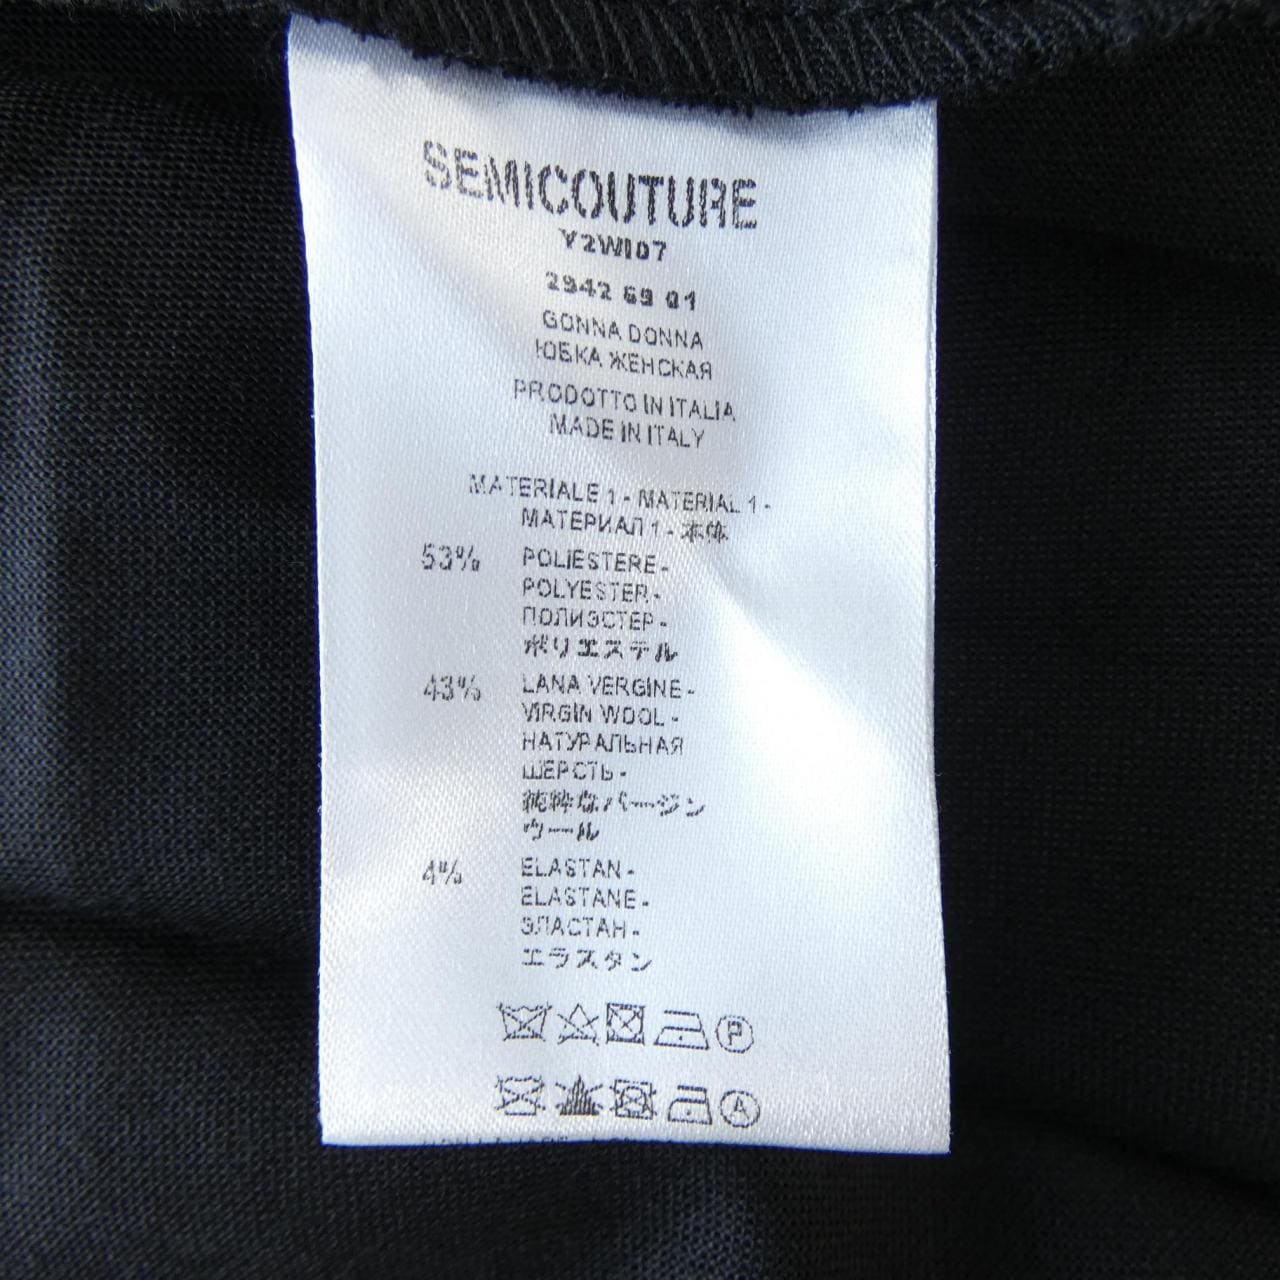 SEMICOUTURE
Y2WI07
2942 69 01
GONNA DONNA
ЮБКА ЖЕНСКАЯ
PRODOTTO IN ITALIA
MADE IN ITALY
MATERIALE 1 - MATERIAL 1 -
МАТЕРИАЛ 1 - 本体
53% POLIESTERE -
POLYESTER -
ПОЛИЭСТЕР -
ポリエステル
43% LANA VERGINE -
VIRGIN WOOL -
НАТУРАЛЬНАЯ
ШЕРСТЬ -
純粋なバージン
ウール
4% ELASTAN -
ELASTANE -
ЭЛАСТАН -
エラスタン
P
A